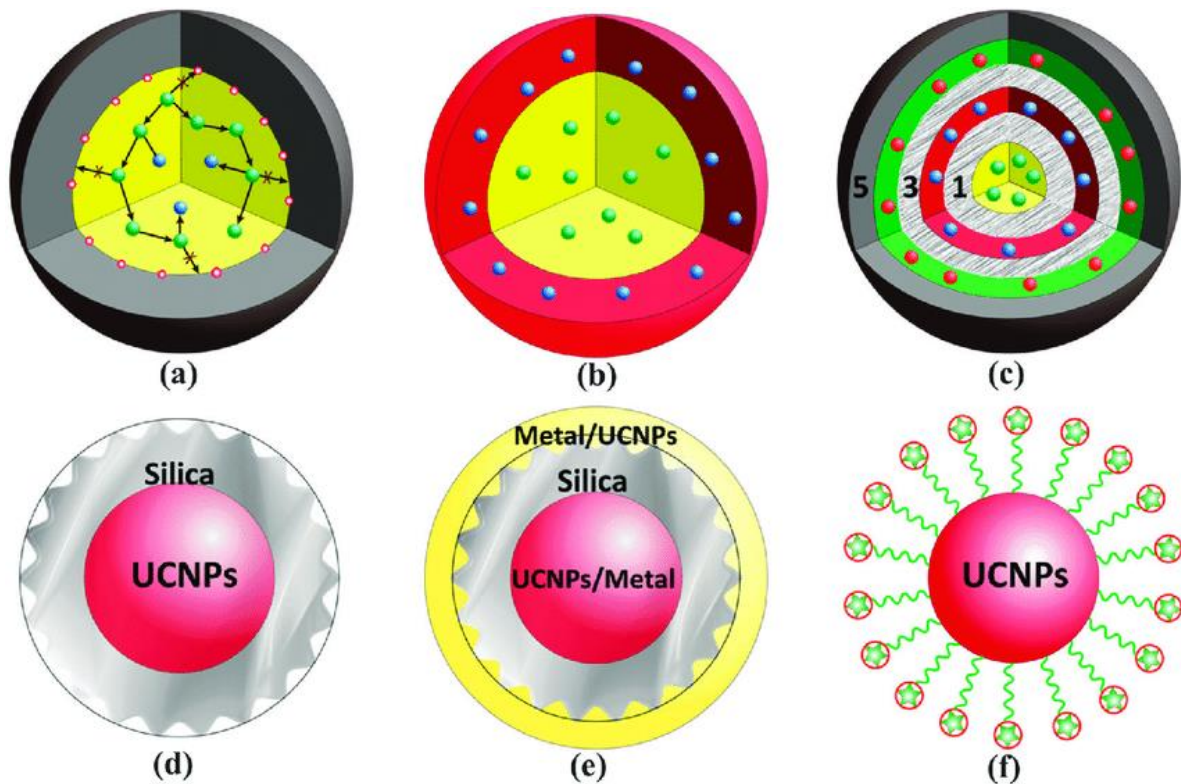 5 3 1
(a) (b) (c)
Silica
UCNPs
(d)
Metal/UCNPs
Silica
UCNPs/Metal
(e)
UCNPs
(f)